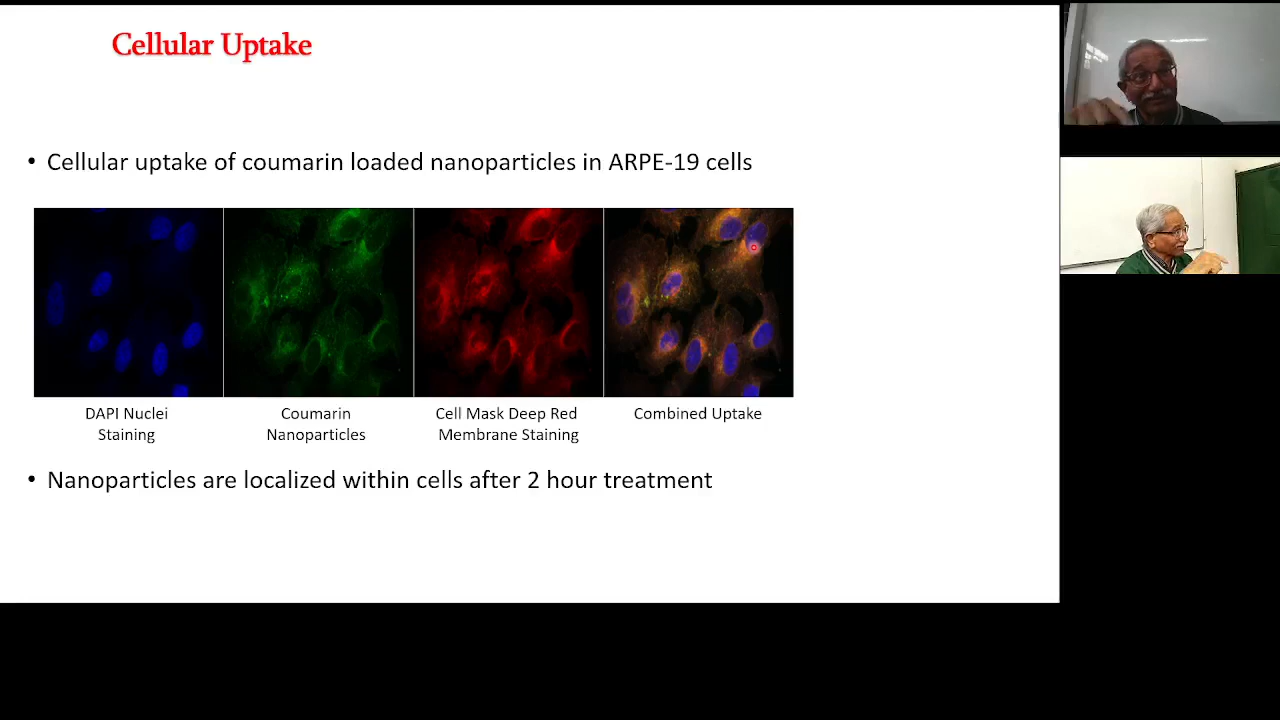 Cellular Uptake
• Cellular uptake of coumarin loaded nanoparticles in ARPE-19 cells
DAPI Nuclei
Staining
Coumarin
Nanoparticles
Cell Mask Deep Red
Membrane Staining
Combined Uptake
• Nanoparticles are localized within cells after 2 hour treatment